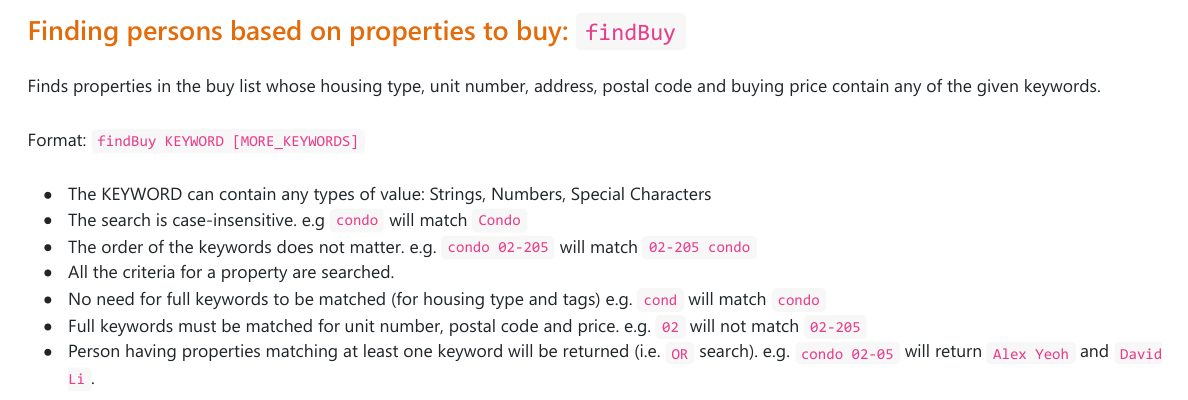 Finding persons based on properties to buy: findBuy
Finds properties in the buy list whose housing type, unit number, address, postal code and buying price contain any of the given keywords.
Format: findBuy KEYWORD [MORE_KEYWORDS]
● The KEYWORD can contain any types of value: Strings, Numbers, Special Characters
● The search is case-insensitive. e.g condo will match Condo
● The order of the keywords does not matter. e.g. condo 02-205 will match 02-205 condo
● All the criteria for a property are searched.
● No need for full keywords to be matched (for housing type and tags) e.g. cond will match condo
● Full keywords must be matched for unit number, postal code and price. e.g. 02 will not match 02-205
● Person having properties matching at least one keyword will be returned (i.e. OR search). e.g. condo 02-05 will return Alex Yeoh and David
Li .